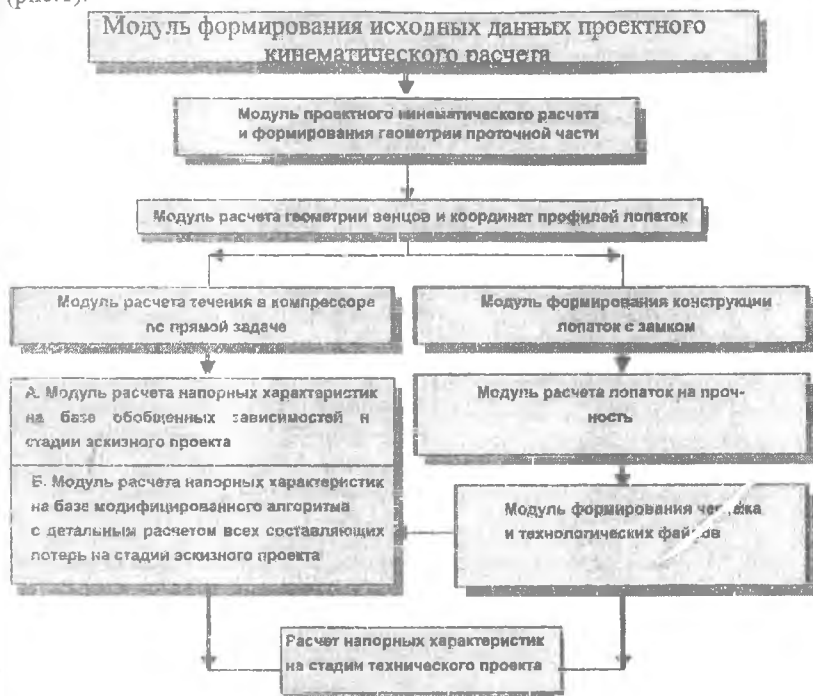 (рис.6).
Модуль формирования исходных данных проектного
кинематического расчета
Модуль проектного кинематического расчета
и формирования геометрии проточной части
Модуль расчета геометрии венцов и координат профилей лопаток
Модуль расчета течения в компрессоре
по прямой задаче
Модуль формирования конструкции
лопаток с замком
А. Модуль расчета напорных характеристик
на базе обобщенных зависимостей н
стадии эскизного проекта
Б. Модуль расчета напорных характеристик
на базе модифицированного алгоритма
с детальным расчетом всех составляющих
потерь на стадии эскизного проекта
Модуль расчета лопаток на проч-
ность
Модуль формирования чертежа
и технологических файлов
Расчет напорных характеристик
на стадим технического проекта